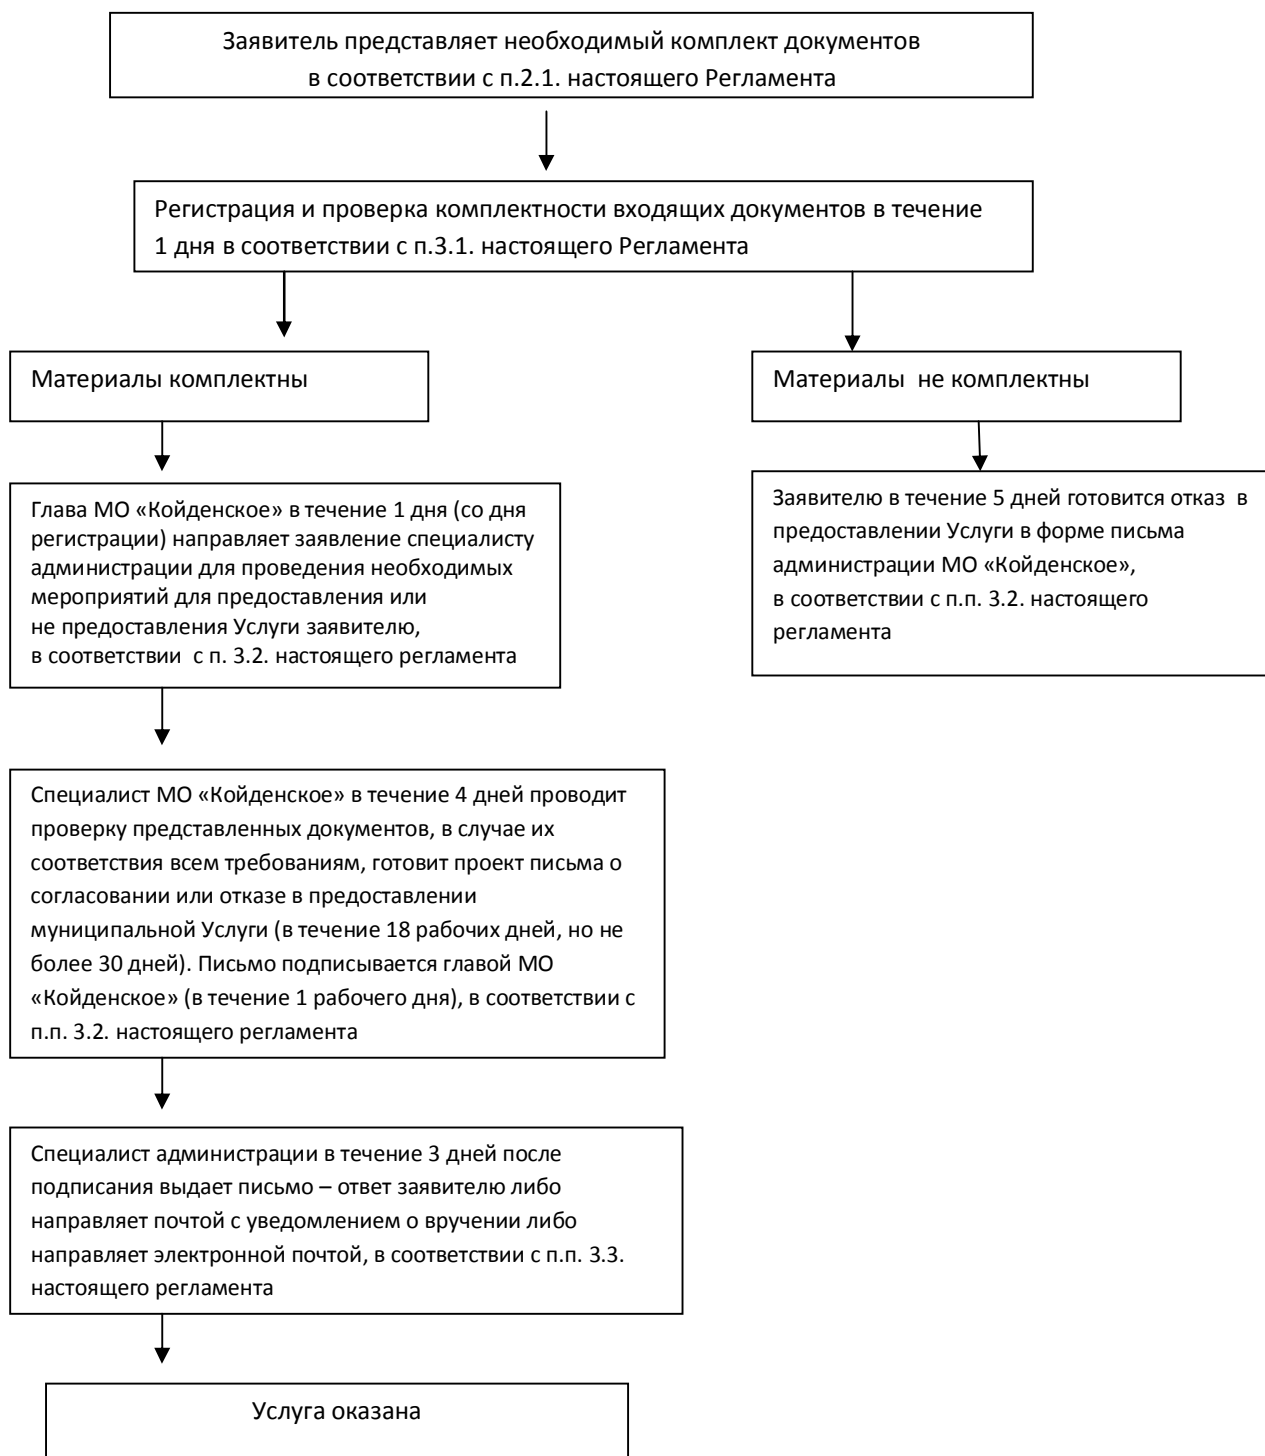 Заявитель представляет необходимый комплект документов
в соответствии с п.2.1. настоящего Регламента
Регистрация и проверка комплектности входящих документов в течение
1 дня в соответствии с п.3.1. настоящего Регламента
Материалы комплектны
Материалы  не комплектны
Глава МО «Койденское» в течение 1 дня (со дня
регистрации) направляет заявление специалисту
администрации для проведения необходимых
мероприятий для предоставления или
не предоставления Услуги заявителю,
в соответствии  с п. 3.2. настоящего регламента
Заявителю в течение 5 дней готовится отказ  в
предоставлении Услуги в форме письма
администрации МО «Койденское»,
в соответствии с п.п. 3.2. настоящего
регламента
Специалист МО «Койденское» в течение 4 дней проводит
проверку представленных документов, в случае их
соответствия всем требованиям, готовит проект письма о
согласовании или отказе в предоставлении
муниципальной Услуги (в течение 18 рабочих дней, но не
более 30 дней). Письмо подписывается главой МО
«Койденское» (в течение 1 рабочего дня), в соответствии с
п.п. 3.2. настоящего регламента
Специалист администрации в течение 3 дней после
подписания выдает письмо – ответ заявителю либо
направляет почтой с уведомлением о вручении либо
направляет электронной почтой, в соответствии с п.п. 3.3.
настоящего регламента
Услуга оказана